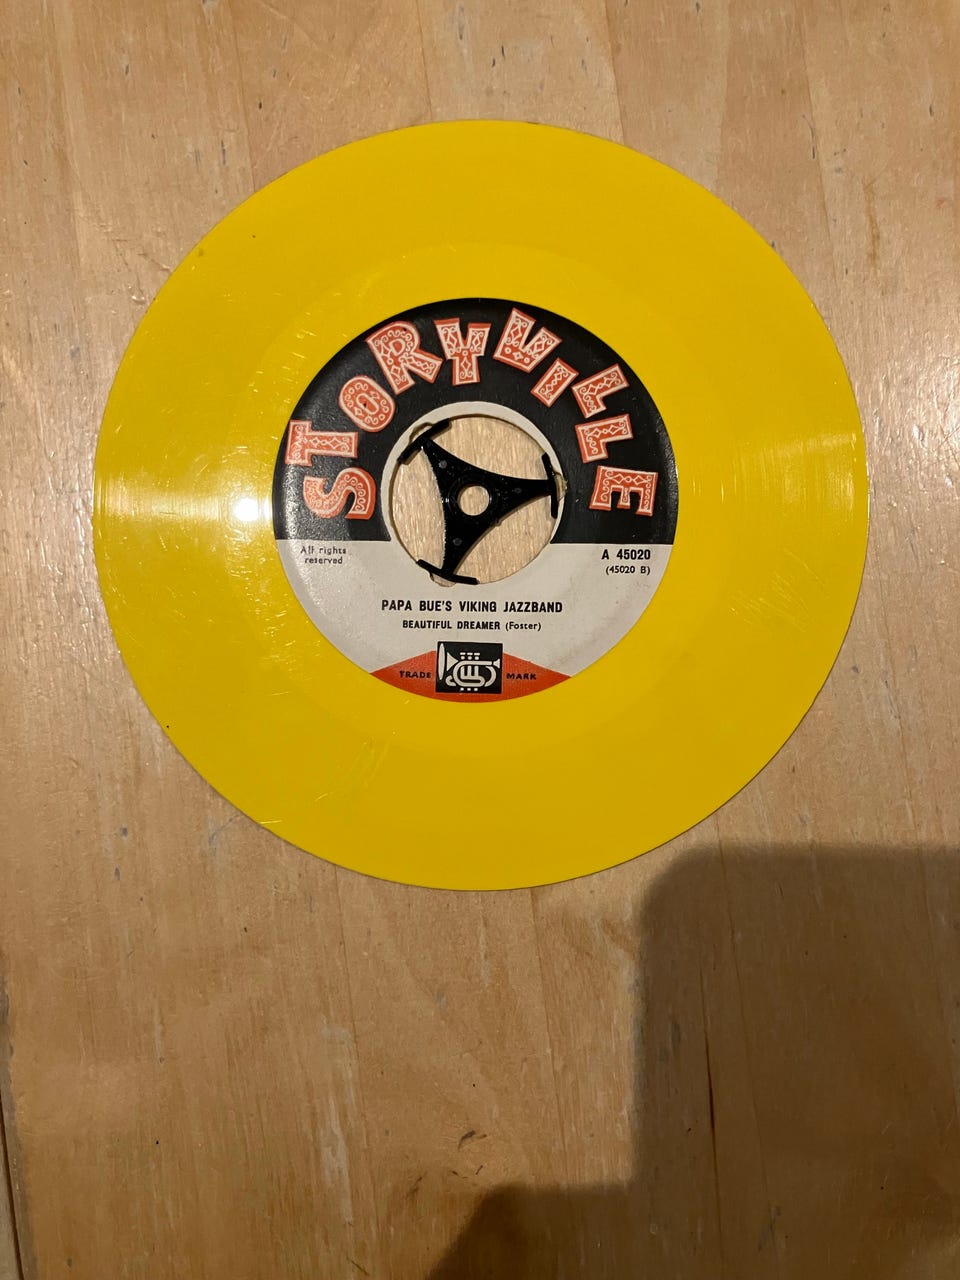 STORYVILLE
All rights
reserved
A 45020
(45020 B)
PAPA BUE'S VIKING JAZZBAND
BEAUTIFUL DREAMER (Foster)
TRADE MARK